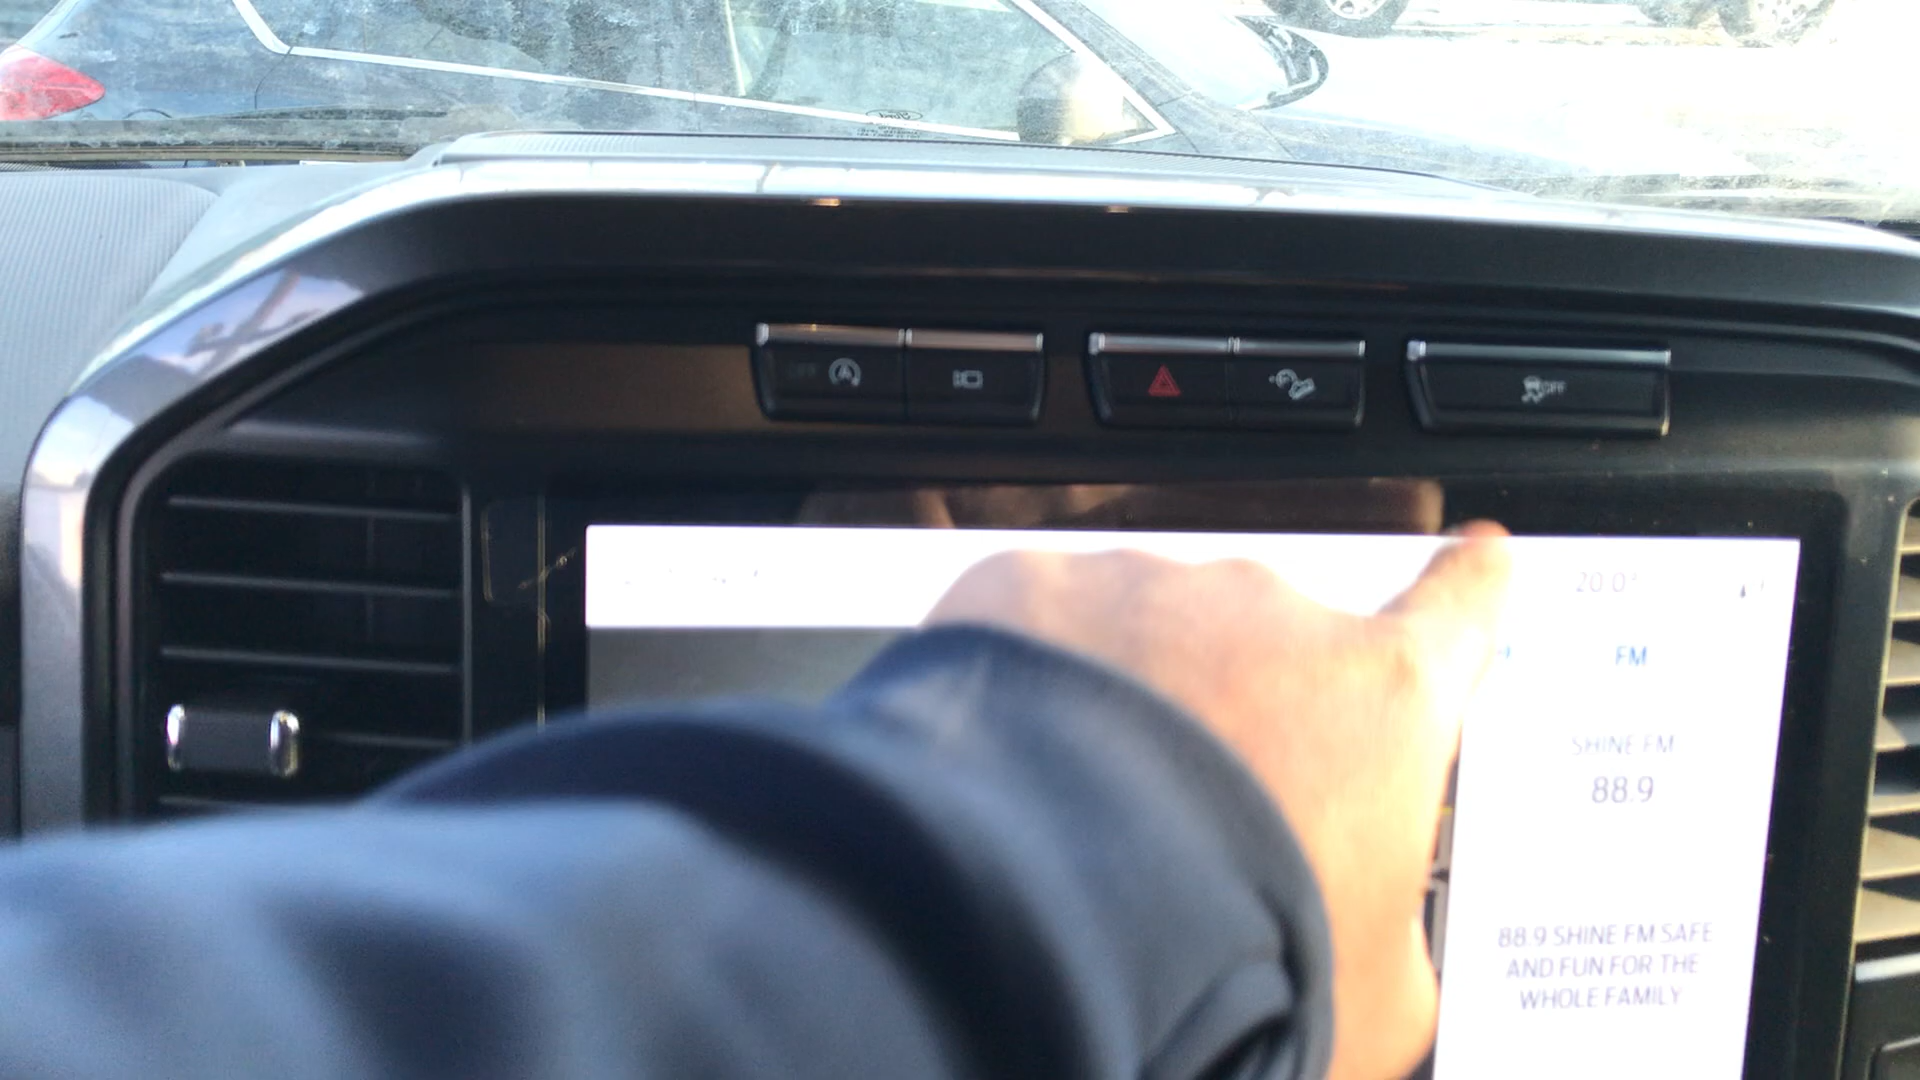 Ford
OFF
20.0°
FM
SHINE FM
88.9
88.9 SHINE FM SAFE
AND FUN FOR THE
WHOLE FAMILY